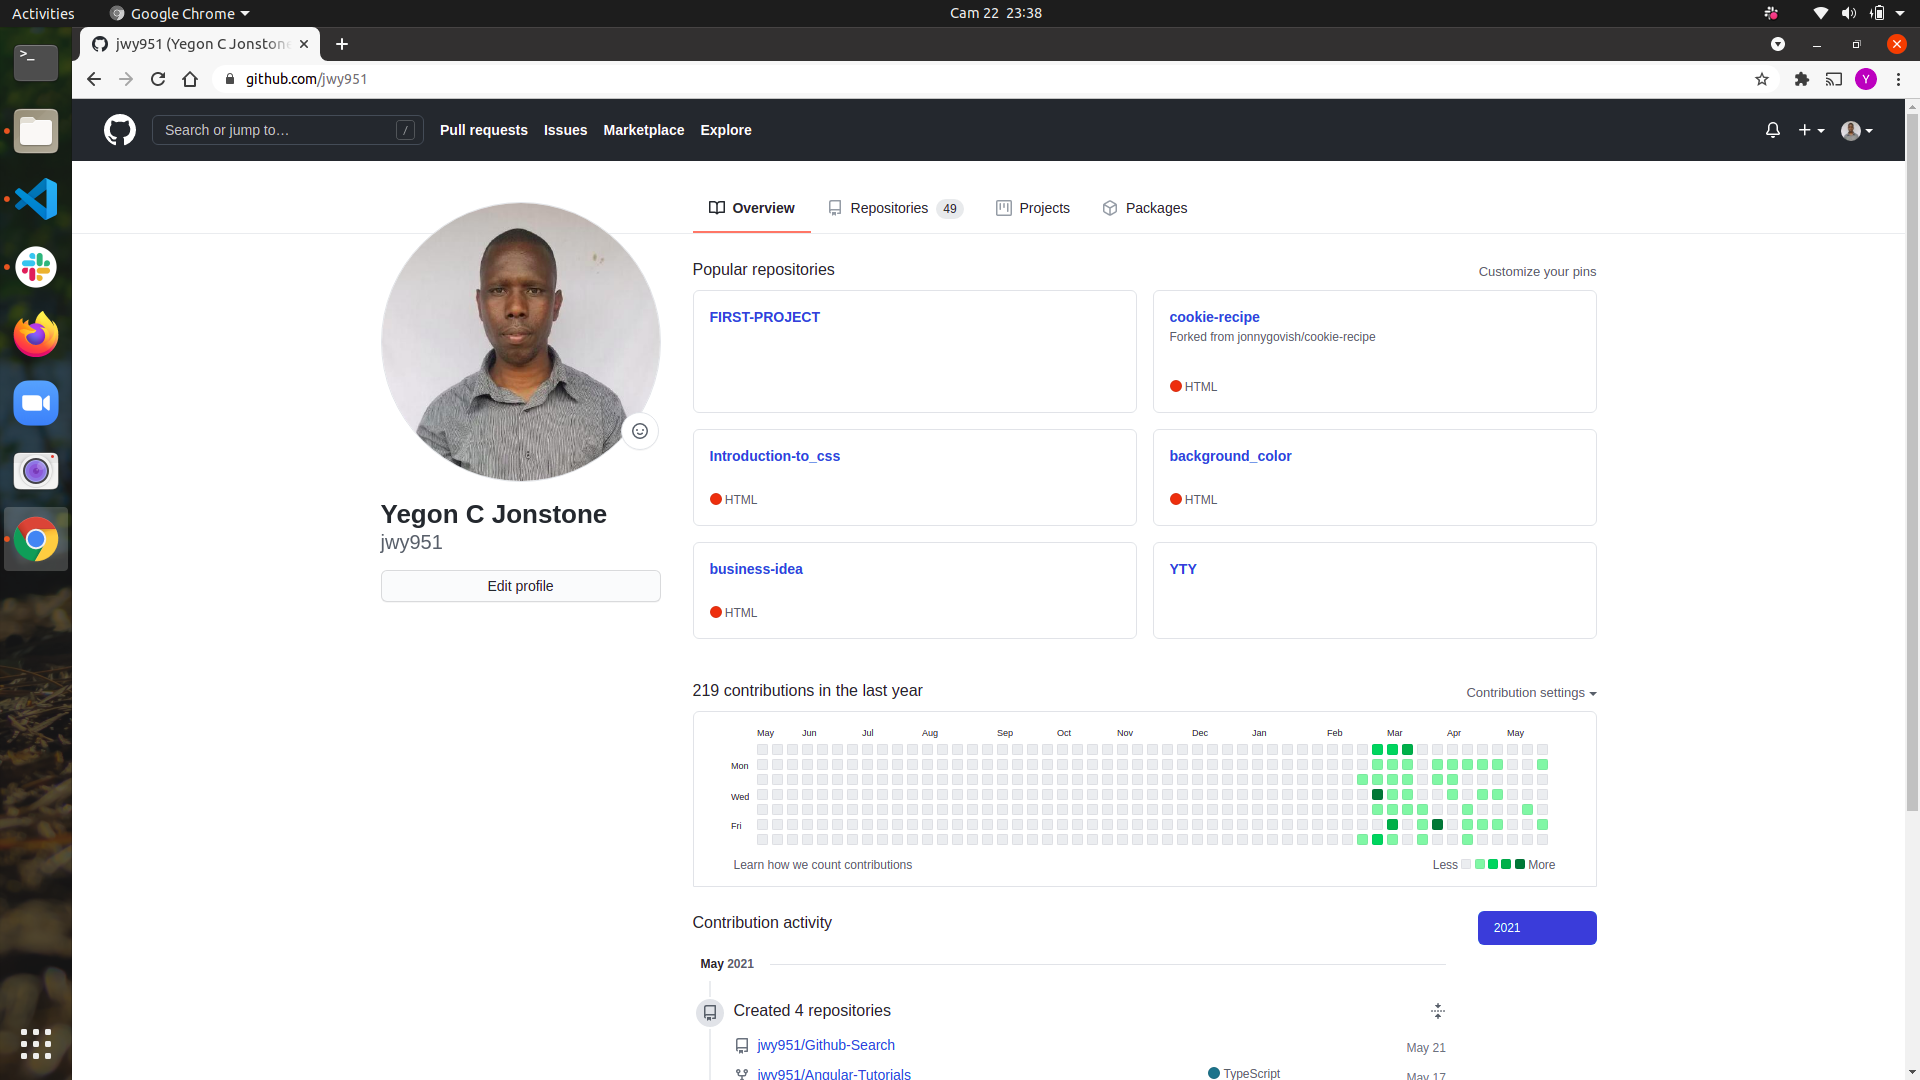 Activities
Google Chrome
Cam 22 23:38
jwy951 (Yegon C Jonstone
github.com/jwy951
Y
Search or jump to…
/
Pull requests
Issues
Marketplace
Explore
Overview
Repositories 49
Projects
Packages
Yegon C Jonstone
jwy951
Edit profile
Popular repositories
Customize your pins
FIRST-PROJECT
cookie-recipe
Forked from jonnygovish/cookie-recipe
HTML
Introduction-to_css
HTML
background_color
HTML
business-idea
HTML
YTY
219 contributions in the last year
Contribution settings
May Jun Jul Aug Sep Oct Nov Dec Jan Feb Mar Apr May
Mon
Wed
Fri
Learn how we count contributions
Less
More
Contribution activity
2021
May 2021
Created 4 repositories
jwy951/Github-Search
May 21
jwy951/Angular-Tutorials
TypeScript
May 17